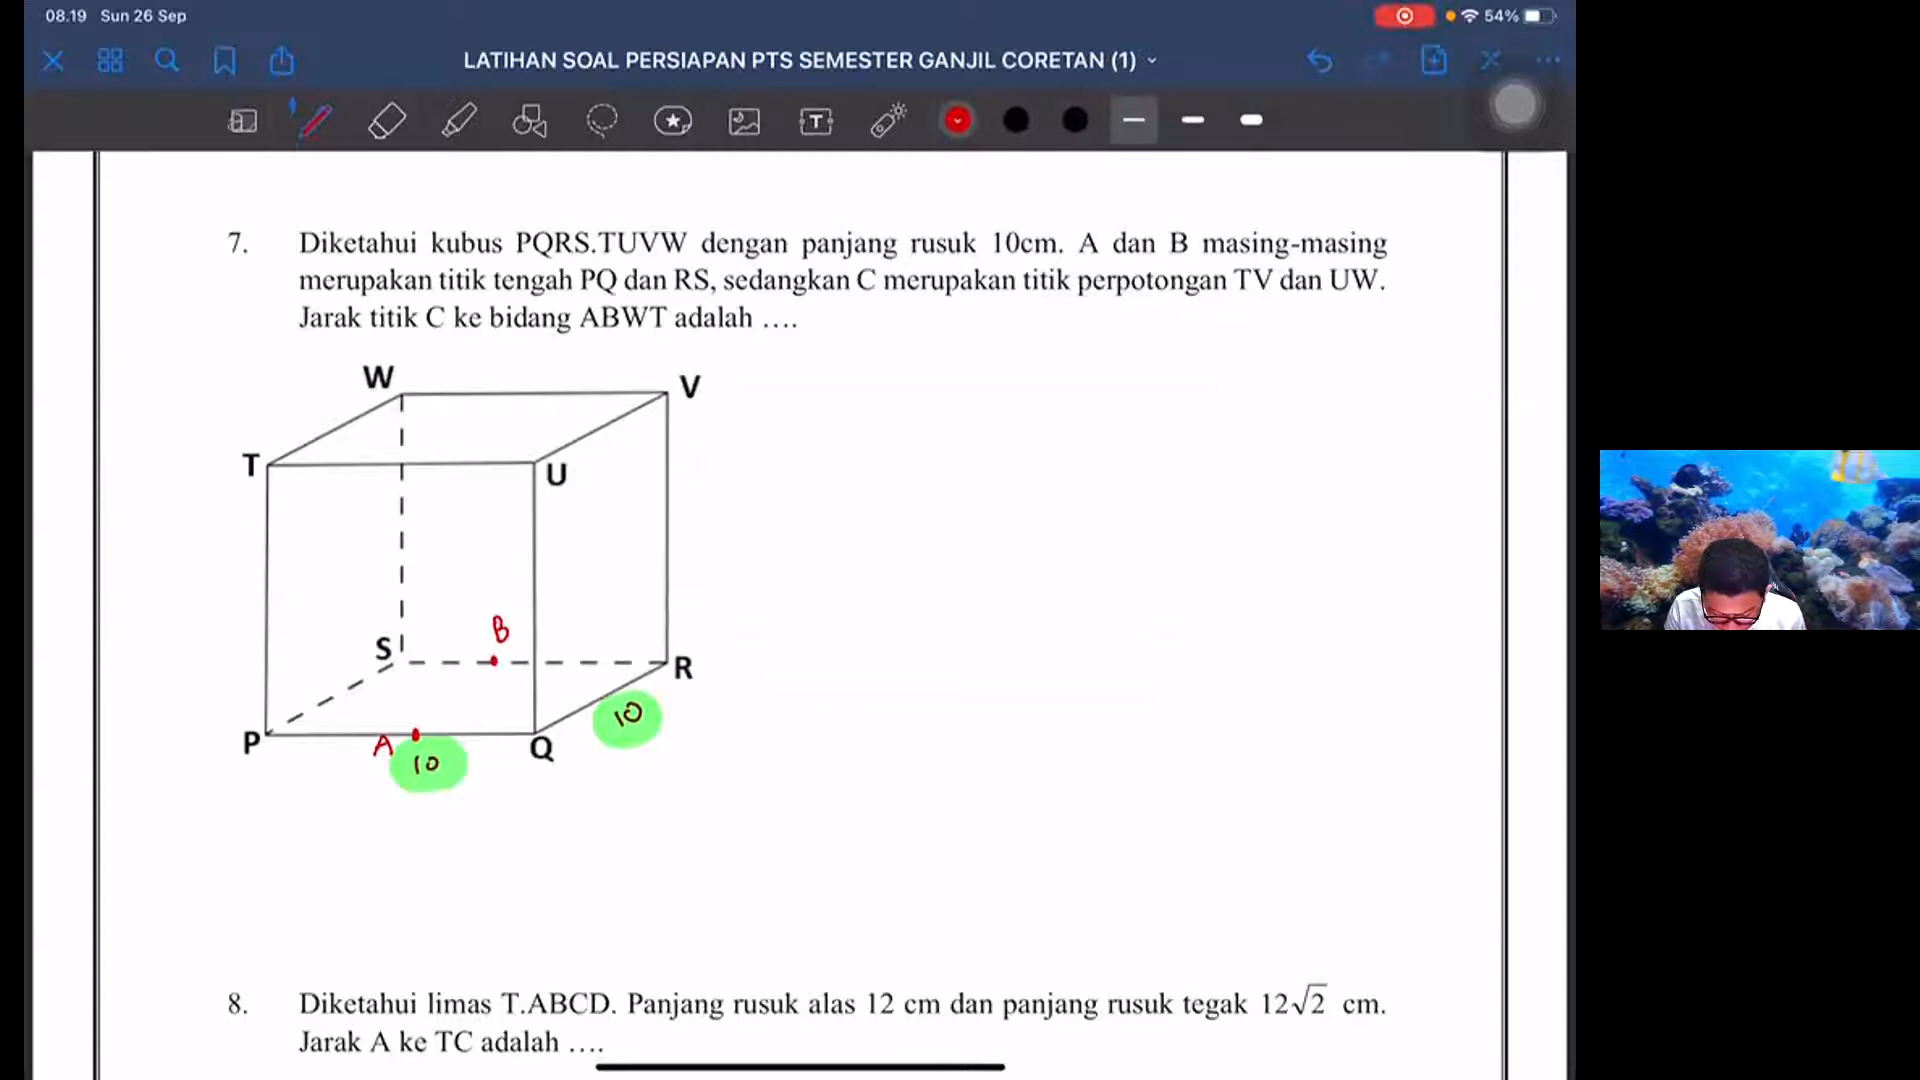 08.19 Sun 26 Sep
54%
LATIHAN SOAL PERSIAPAN PTS SEMESTER GANJIL CORETAN (1)
T
7. Diketahui kubus PQRS.TUVW dengan panjang rusuk 10cm. A dan B masing-masing
merupakan titik tengah PQ dan RS, sedangkan C merupakan titik perpotongan TV dan UW.
Jarak titik C ke bidang ABWT adalah ....
W
V
T
U
B
S
R
10
P
A
Q
10
8. Diketahui limas T.ABCD. Panjang rusuk alas 12 cm dan panjang rusuk tegak 12√2 cm.
Jarak A ke TC adalah ....